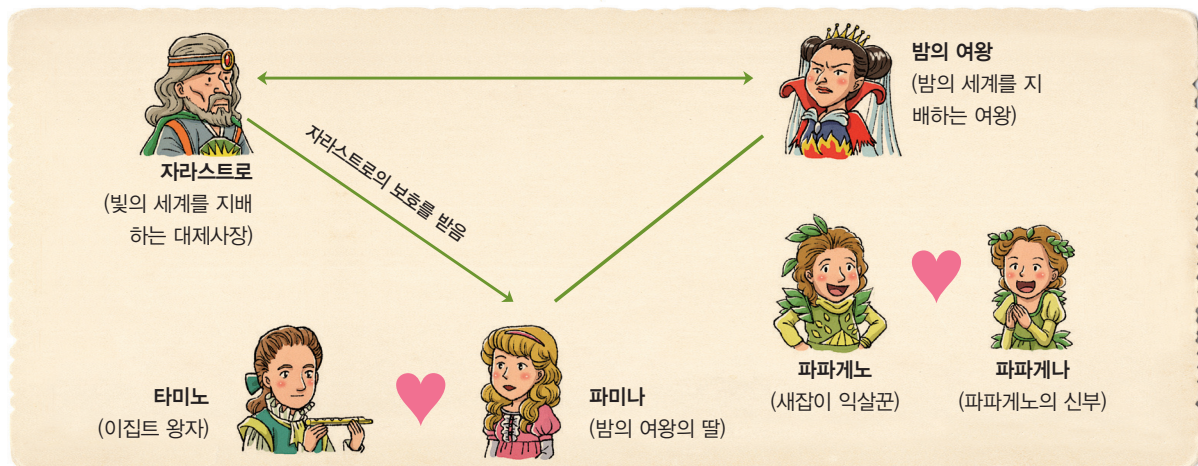 밤의 여왕
(밤의 세계를 지
배하는 여왕)
자라스트로
(빛의 세계를 지배
하는 대제사장)
자라스트로의 보호를 받음
타미노
(이집트 왕자)
파미나
(밤의 여왕의 딸)
파파게노
(새잡이 익살꾼)
파파게나
(파파게노의 신부)